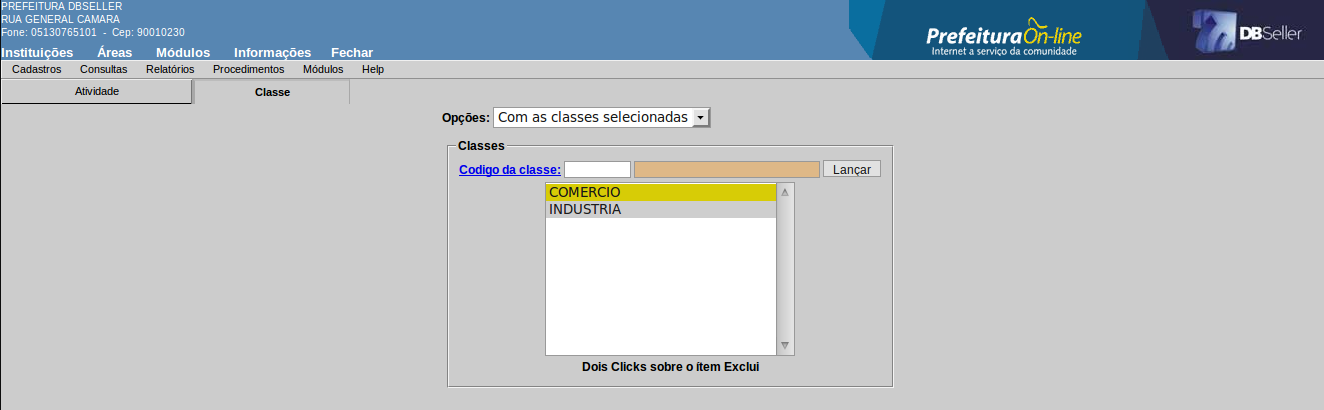 PREFEITURA DBSELLER
RUA GENERAL CAMARA
Fone: 05130765101 - Cep: 90010230
Instituições Áreas Módulos Informações Fechar
PrefeituraOn-line
Internet a serviço da comunidade
DBSeller
Cadastros Consultas Relatórios Procedimentos Módulos Help
Atividade Classe
Opções: Com as classes selecionadas
Classes
Codigo da classe: Lançar
COMERCIO
INDUSTRIA
Dois Clicks sobre o ítem Exclui